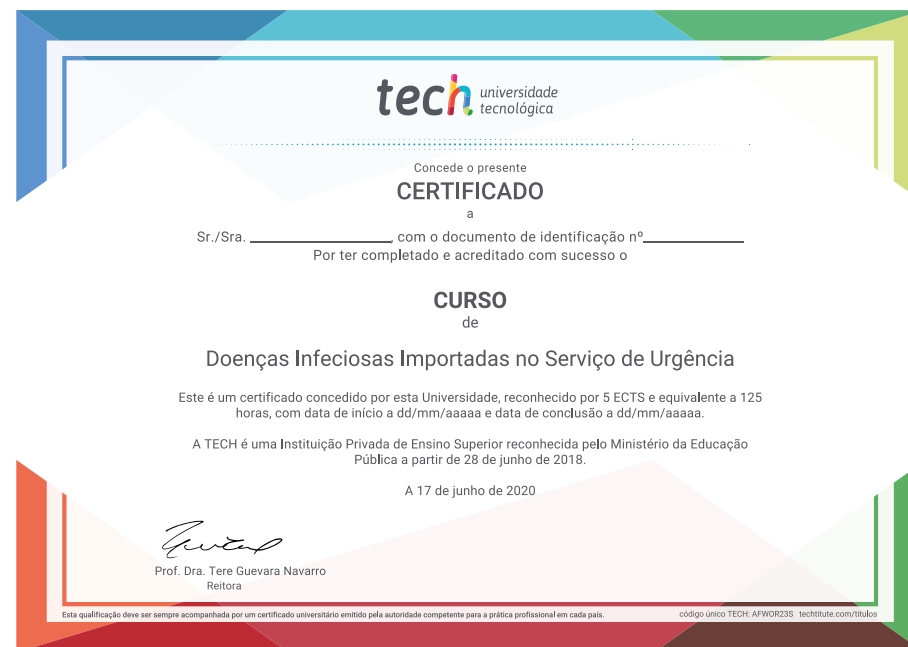 tech universidade
tecnológica
Concede o presente
CERTIFICADO
a
Sr./Sra. ________________, com o documento de identificação nº____________
Por ter completado e acreditado com sucesso o
CURSO
de
Doenças Infeciosas Importadas no Serviço de Urgência
Este é um certificado concedido por esta Universidade, reconhecido por 5 ECTS e equivalente a 125
horas, com data de início a dd/mm/aaaaa e data de conclusão a dd/mm/aaaaa.
A TECH é uma Instituição Privada de Ensino Superior reconhecida pelo Ministério da Educação
Pública a partir de 28 de junho de 2018.
A 17 de junho de 2020
Prof. Dra. Tere Guevara Navarro
Reitora
Esta qualificação deve ser sempre acompanhada por um certificado universitário emitido pela autoridade competente para a prática profissional em cada país.
código único TECH: AFWOR23S techtitute.com/titulos